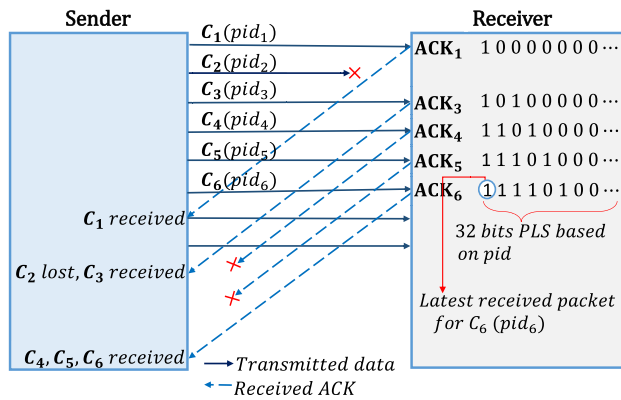 Sender
Receiver
C₁(pid₁)
ACK₁ 1 0 0 0 0 0 0 0 ⋯
C₂(pid₂)
C₃(pid₃)
ACK₃ 1 0 1 0 0 0 0 0 ⋯
C₄(pid₄)
ACK₄ 1 1 0 1 0 0 0 0 ⋯
C₅(pid₅)
ACK₅ 1 1 1 0 1 0 0 0 ⋯
C₆(pid₆)
ACK₆ 1 1 1 1 0 1 0 0 ⋯
C₁ received
32 bits PLS based
on pid
C₂ lost, C₃ received
Latest received packet
for C₆ (pid₆)
C₄, C₅, C₆ received
Transmitted data
Received ACK